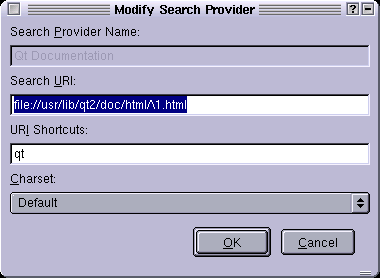 Modify Search Provider
Search Provider Name:
Qt Documentation
Search URI:
file://usr/lib/qt2/doc/html/\1.html
URI Shortcuts:
qt
Charset:
Default
OK
Cancel